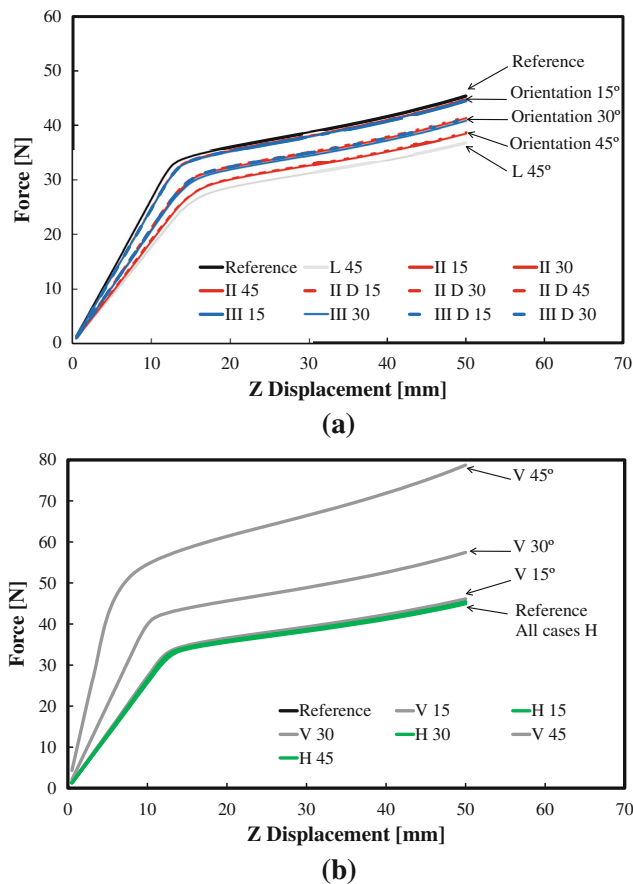 60
50
40
30
20
10
0
Force [N]
Reference
Orientation 15º
Orientation 30º
Orientation 45º
L 45º
Reference L 45 II 15 II 30
II 45 II D 15 II D 30 II D 45
III 15 III 30 III D 15 III D 30
0 10 20 30 40 50 60 70
Z Displacement [mm]
(a)
80
70
60
50
40
30
20
10
0
Force [N]
V 45º
V 30º
V 15º
Reference
All cases H
Reference V 15 H 15
V 30 H 30 V 45
H 45
0 10 20 30 40 50 60 70
Z Displacement [mm]
(b)